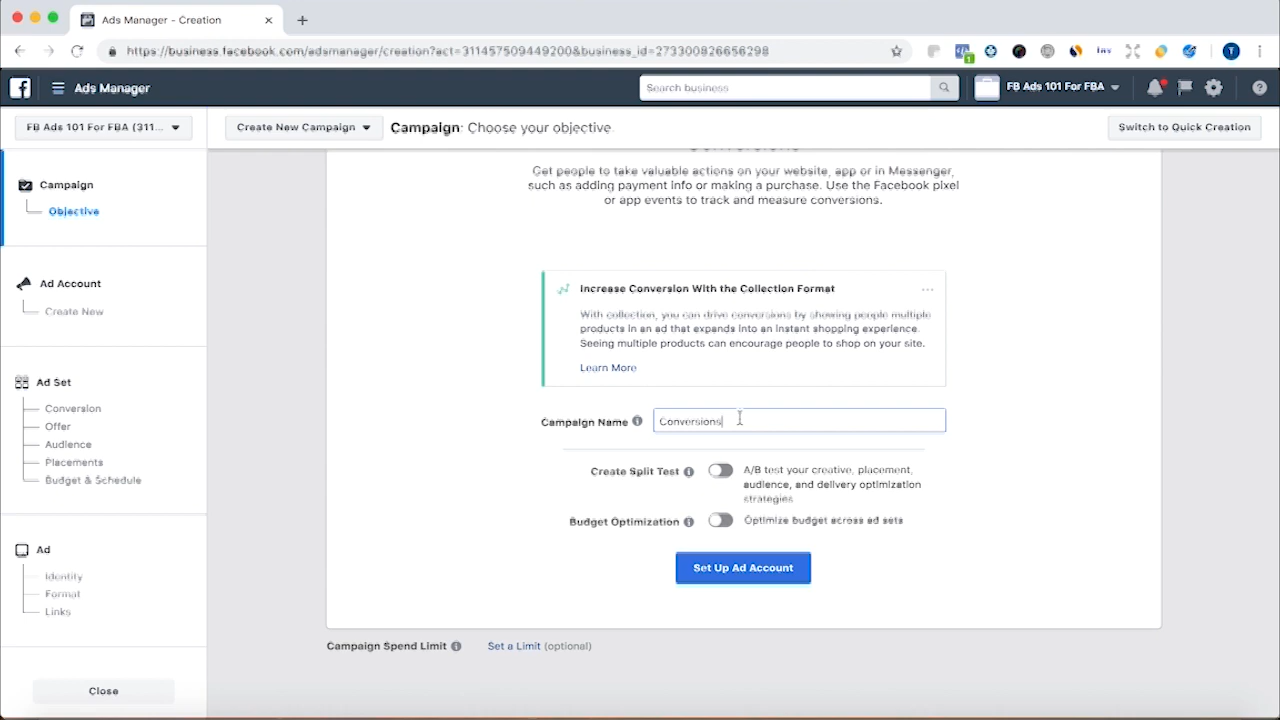 Ads Manager - Creation
https://business.facebook.com/adsmanager/creation?act=311457509449200&business_id=273300826656298
1
T
Ads Manager
Search business
FB Ads 101 For FBA
FB Ads 101 For FBA (311...
Create New Campaign
Campaign: Choose your objective.
Switch to Quick Creation
Campaign
Objective
Ad Account
Create New
Ad Set
Conversion
Offer
Audience
Placements
Budget & Schedule
Ad
Identity
Format
Links
Close
Conversions
Get people to take valuable actions on your website, app or in Messenger,
such as adding payment info or making a purchase. Use the Facebook pixel
or app events to track and measure conversions.
Increase Conversion With the Collection Format
With collection, you can drive conversions by showing people multiple
products in an ad that expands into an instant shopping experience.
Seeing multiple products can encourage people to shop on your site.
Learn More
Campaign Name
Conversions
Create Split Test
A/B test your creative, placement,
audience, and delivery optimization
strategies
Budget Optimization
Optimize budget across ad sets
Set Up Ad Account
Campaign Spend Limit
Set a Limit (optional)